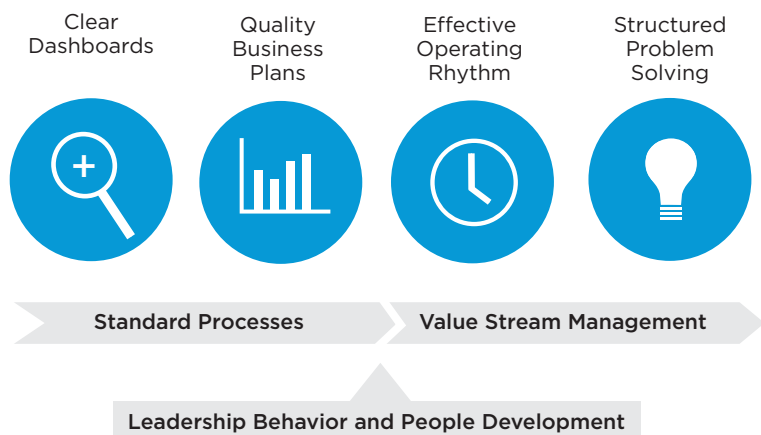 Clear
Dashboards
Quality
Business
Plans
Effective
Operating
Rhythm
Structured
Problem
Solving
Standard Processes
Value Stream Management
Leadership Behavior and People Development